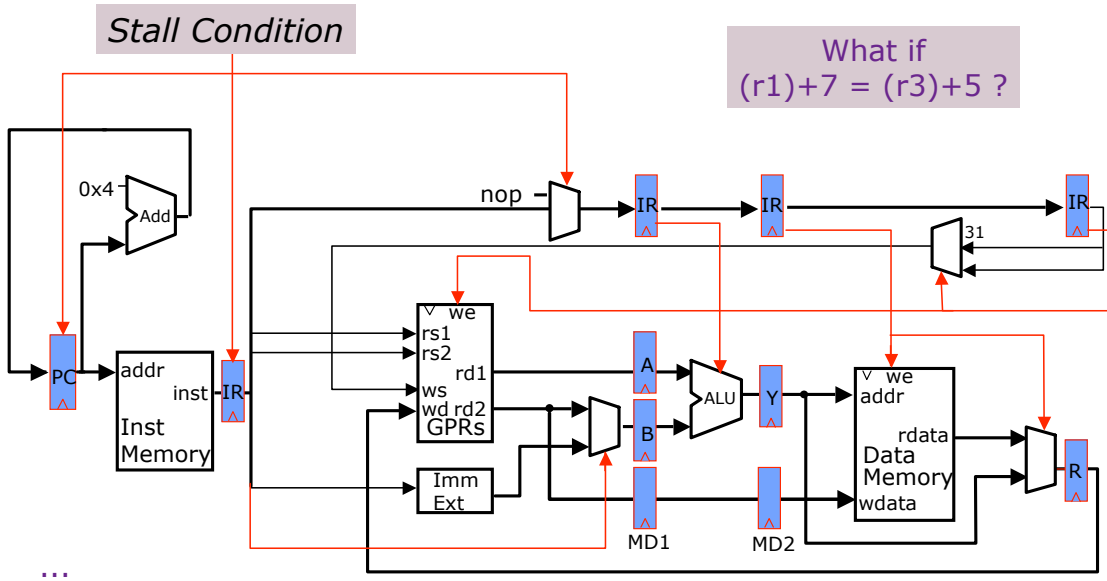 Stall Condition
What if
(r1)+7 = (r3)+5 ?
0x4
Add
nop
IR
IR
IR
31
we
rs1
rs2
rd1
ws
wd rd2
GPRs
PC
addr
inst
Inst
Memory
IR
A
B
ALU
Y
we
addr
rdata
Data
Memory
wdata
R
Imm
Ext
MD1
MD2
...